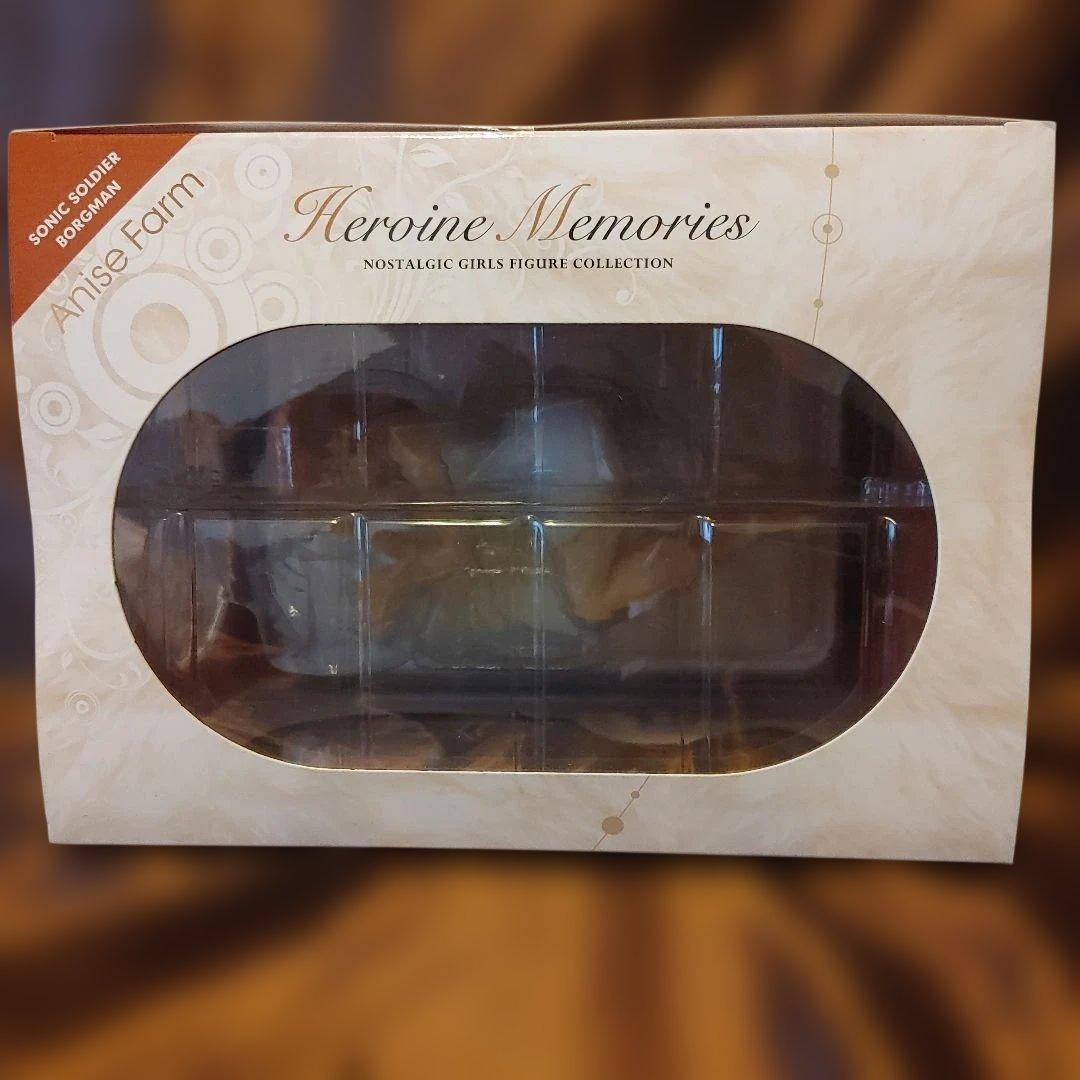 SONIC SOLDIER
BORGMAN
Anise Farm
Heroine Memories
NOSTALGIC GIRLS FIGURE COLLECTION